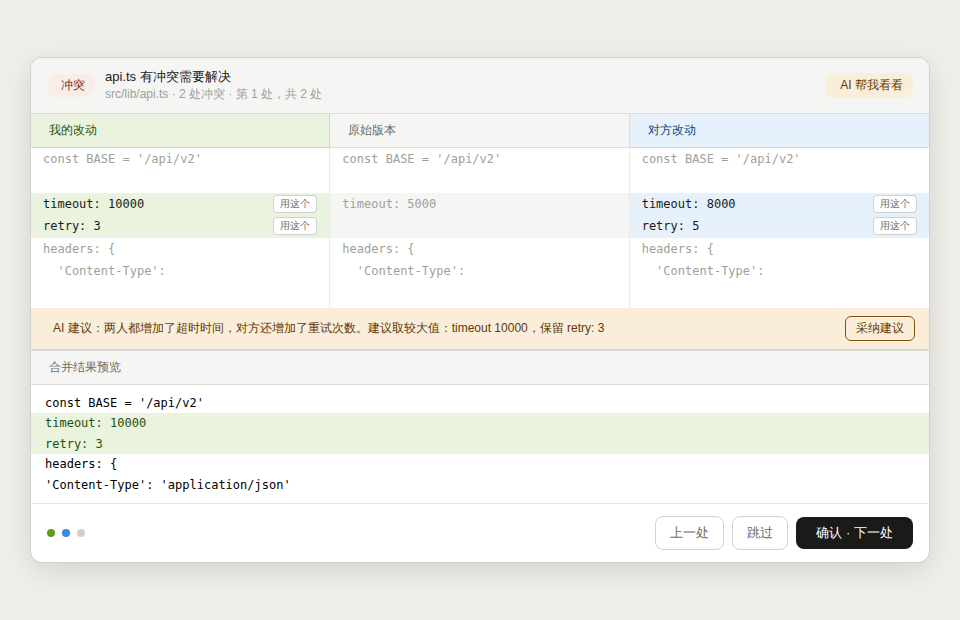 冲突
api.ts 有冲突需要解决
src/lib/api.ts · 2 处冲突 · 第 1 处，共 2 处
AI 帮我看看
我的改动
const BASE = '/api/v2'
timeout: 10000 用这个
retry: 3 用这个
headers: {
'Content-Type':
原始版本
const BASE = '/api/v2'
timeout: 5000
headers: {
'Content-Type':
对方改动
const BASE = '/api/v2'
timeout: 8000 用这个
retry: 5 用这个
headers: {
'Content-Type':
AI 建议：两人都增加了超时时间，对方还增加了重试次数。建议取较大值：timeout 10000，保留 retry: 3
采纳建议
合并结果预览
const BASE = '/api/v2'
timeout: 10000
retry: 3
headers: {
'Content-Type': 'application/json'
上一处 跳过 确认 · 下一处